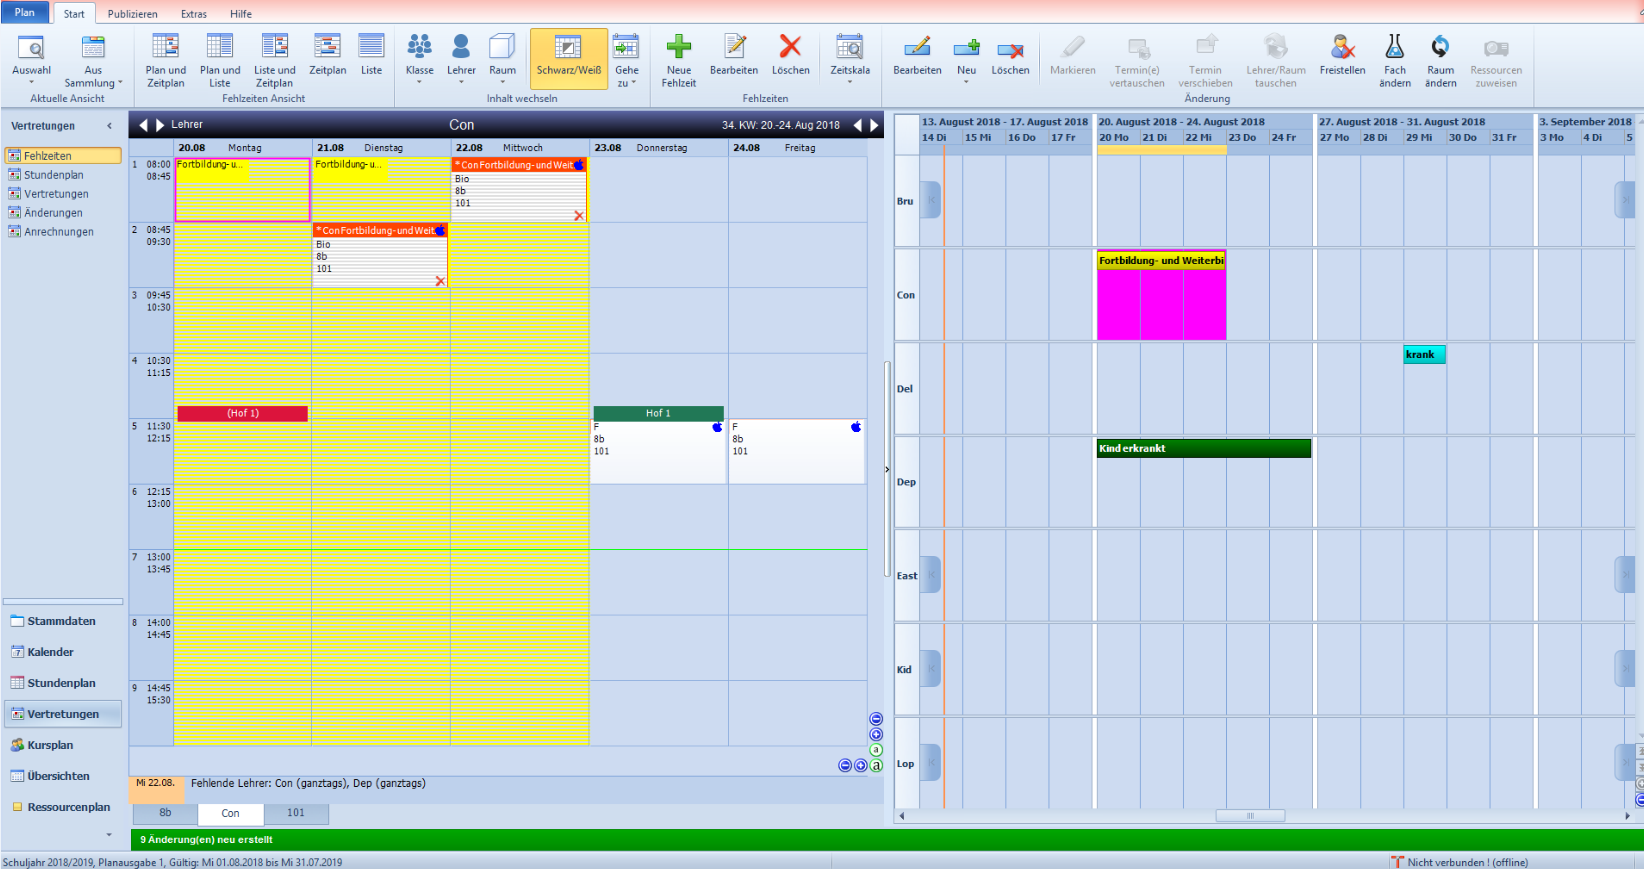 Plan Start Publizieren Extras Hilfe
Auswahl Aus Sammlung Plan und Zeitplan Plan und Liste Liste und Zeitplan Zeitplan Liste Klasse Lehrer Raum Schwarz/Weiß Gehe zu Neue Fehlzeit Bearbeiten Löschen Zeitskala Bearbeiten Neu Löschen Markieren Termin(e) vertauschen Termin verschieben Lehrer/Raum tauschen Freistellen Fach ändern Raum ändern Ressourcen zuweisen
Aktuelle Ansicht Fehlzeiten Ansicht Inhalt wechseln Fehlzeiten Änderung
Vertretungen <
Fehlzeiten
Stundenplan
Vertretungen
Änderungen
Anrechnungen
Stammdaten
Kalender
Stundenplan
Vertretungen
Kursplan
Übersichten
Ressourcenplan
Lehrer Con 34. KW: 20.-24. Aug 2018
20.08 Montag 21.08 Dienstag 22.08 Mittwoch 23.08 Donnerstag 24.08 Freitag
1 08:00 Fortbildung- u... Fortbildung- u... * Con Fortbildung- und Weit
08:45 Bio
8b
101
2 08:45 * Con Fortbildung- und Weit
09:30 Bio
8b
101
3 09:45
10:30
4 10:30
11:15
(Hof 1) Hof 1
5 11:30 F F
12:15 8b 8b
101 101
6 12:15
13:00
7 13:00
13:45
8 14:00
14:45
9 14:45
15:30
a
a
Mi 22.08. Fehlende Lehrer: Con (ganztags), Dep (ganztags)
8b Con 101
13. August 2018 - 17. August 2018 20. August 2018 - 24. August 2018 27. August 2018 - 31. August 2018 3. September 2018
14 Di 15 Mi 16 Do 17 Fr 20 Mo 21 Di 22 Mi 23 Do 24 Fr 27 Mo 28 Di 29 Mi 30 Do 31 Fr 3 Mo 4 Di 5
Bru
Fortbildung- und Weiterbi
Con
krank
Del
Kind erkrankt
Dep
East
Kid
Lop
9 Änderung(en) neu erstellt
Schuljahr 2018/2019, Planausgabe 1, Gültig: Mi 01.08.2018 bis Mi 31.07.2019 Nicht verbunden ! (offline)